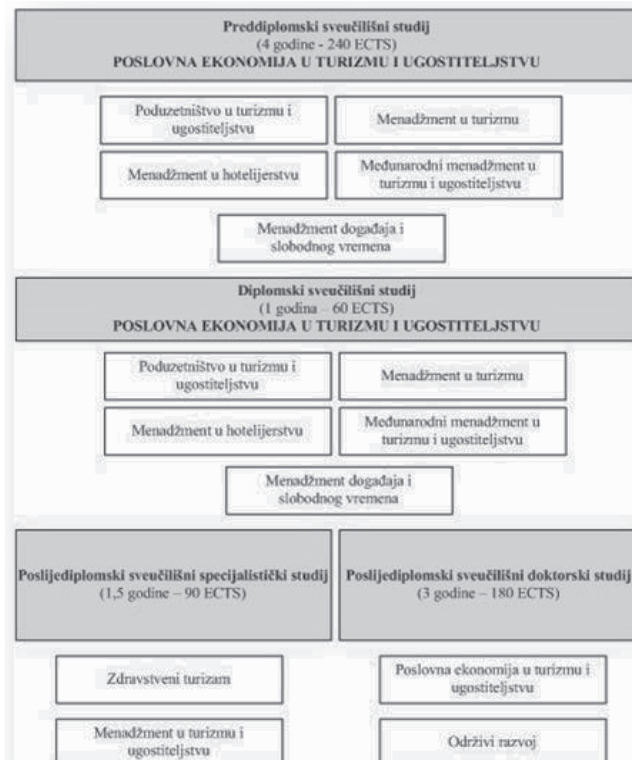 Preddiplomski sveučilišni studij
(4 godine - 240 ECTS)
POSLOVNA EKONOMIJA U TURIZMU I UGOSTITELJSTVU
Poduzetništvo u turizmu i
ugostiteljstvu
Menadžment u turizmu
Menadžment u hotelijerstvu
Međunarodni menadžment u
turizmu i ugostiteljstvu
Menadžment događaja i
slobodnog vremena
Diplomski sveučilišni studij
(1 godina – 60 ECTS)
POSLOVNA EKONOMIJA U TURIZMU I UGOSTITELJSTVU
Poduzetništvo u turizmu i
ugostiteljstvu
Menadžment u turizmu
Menadžment u hotelijerstvu
Međunarodni menadžment u
turizmu i ugostiteljstvu
Menadžment događaja i
slobodnog vremena
Poslijediplomski sveučilišni specijalistički studij
(1,5 godine – 90 ECTS)
Poslijediplomski sveučilišni doktorski studij
(3 godine – 180 ECTS)
Zdravstveni turizam
Poslovna ekonomija u turizmu i
ugostiteljstvu
Menadžment u turizmu i
ugostiteljstvu
Održivi razvoj